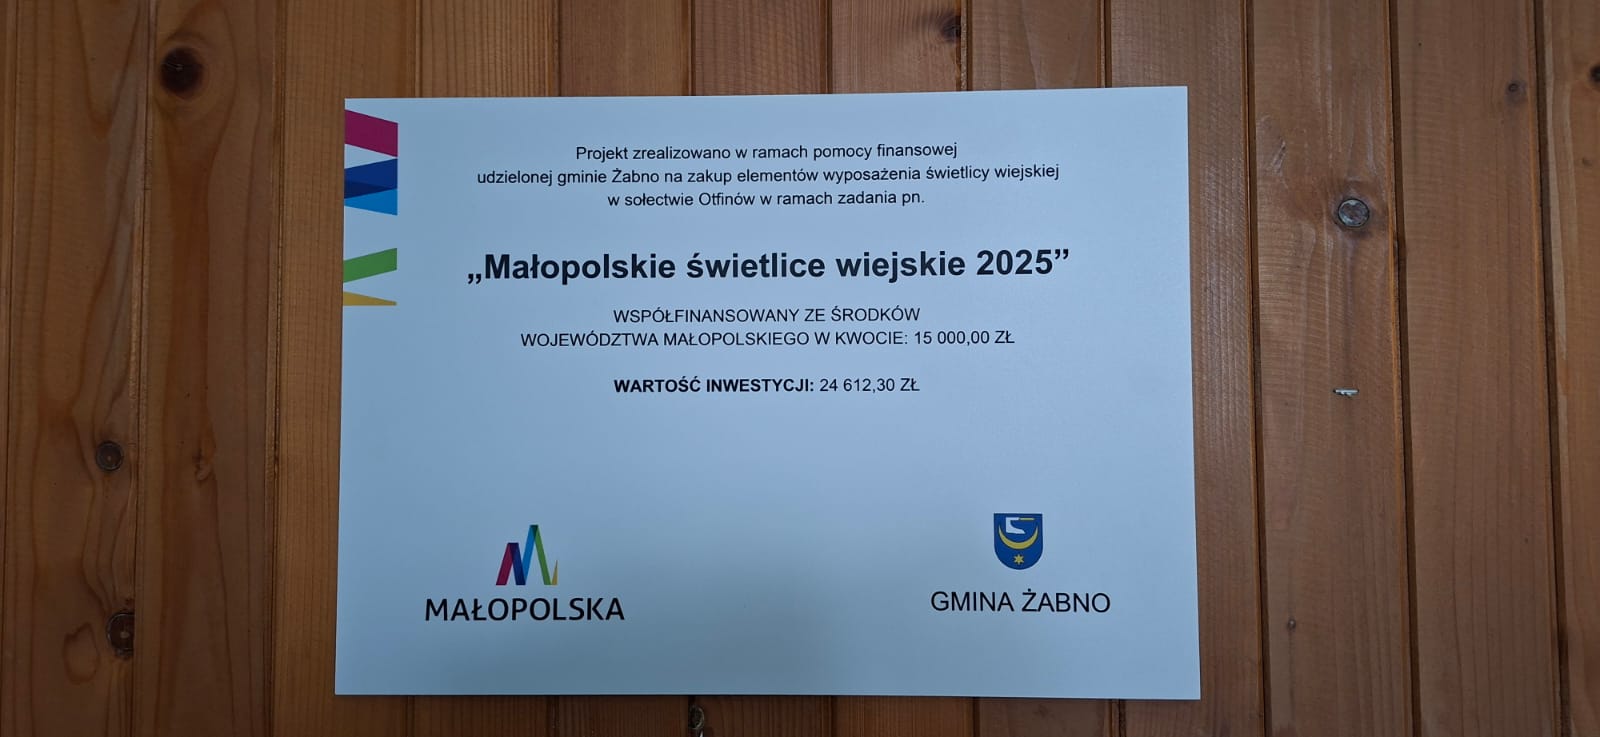 Projekt zrealizowano w ramach pomocy finansowej
udzielonej gminie Żabno na zakup elementów wyposażenia świetlicy wiejskiej
w sołectwie Otfinów w ramach zadania pn.
„Małopolskie świetlice wiejskie 2025”
WSPÓŁFINANSOWANY ZE ŚRODKÓW
WOJEWÓDZTWA MAŁOPOLSKIEGO W KWOCIE: 15 000,00 ZŁ
WARTOŚĆ INWESTYCJI: 24 612,30 ZŁ
MAŁOPOLSKA
GMINA ŻABNO